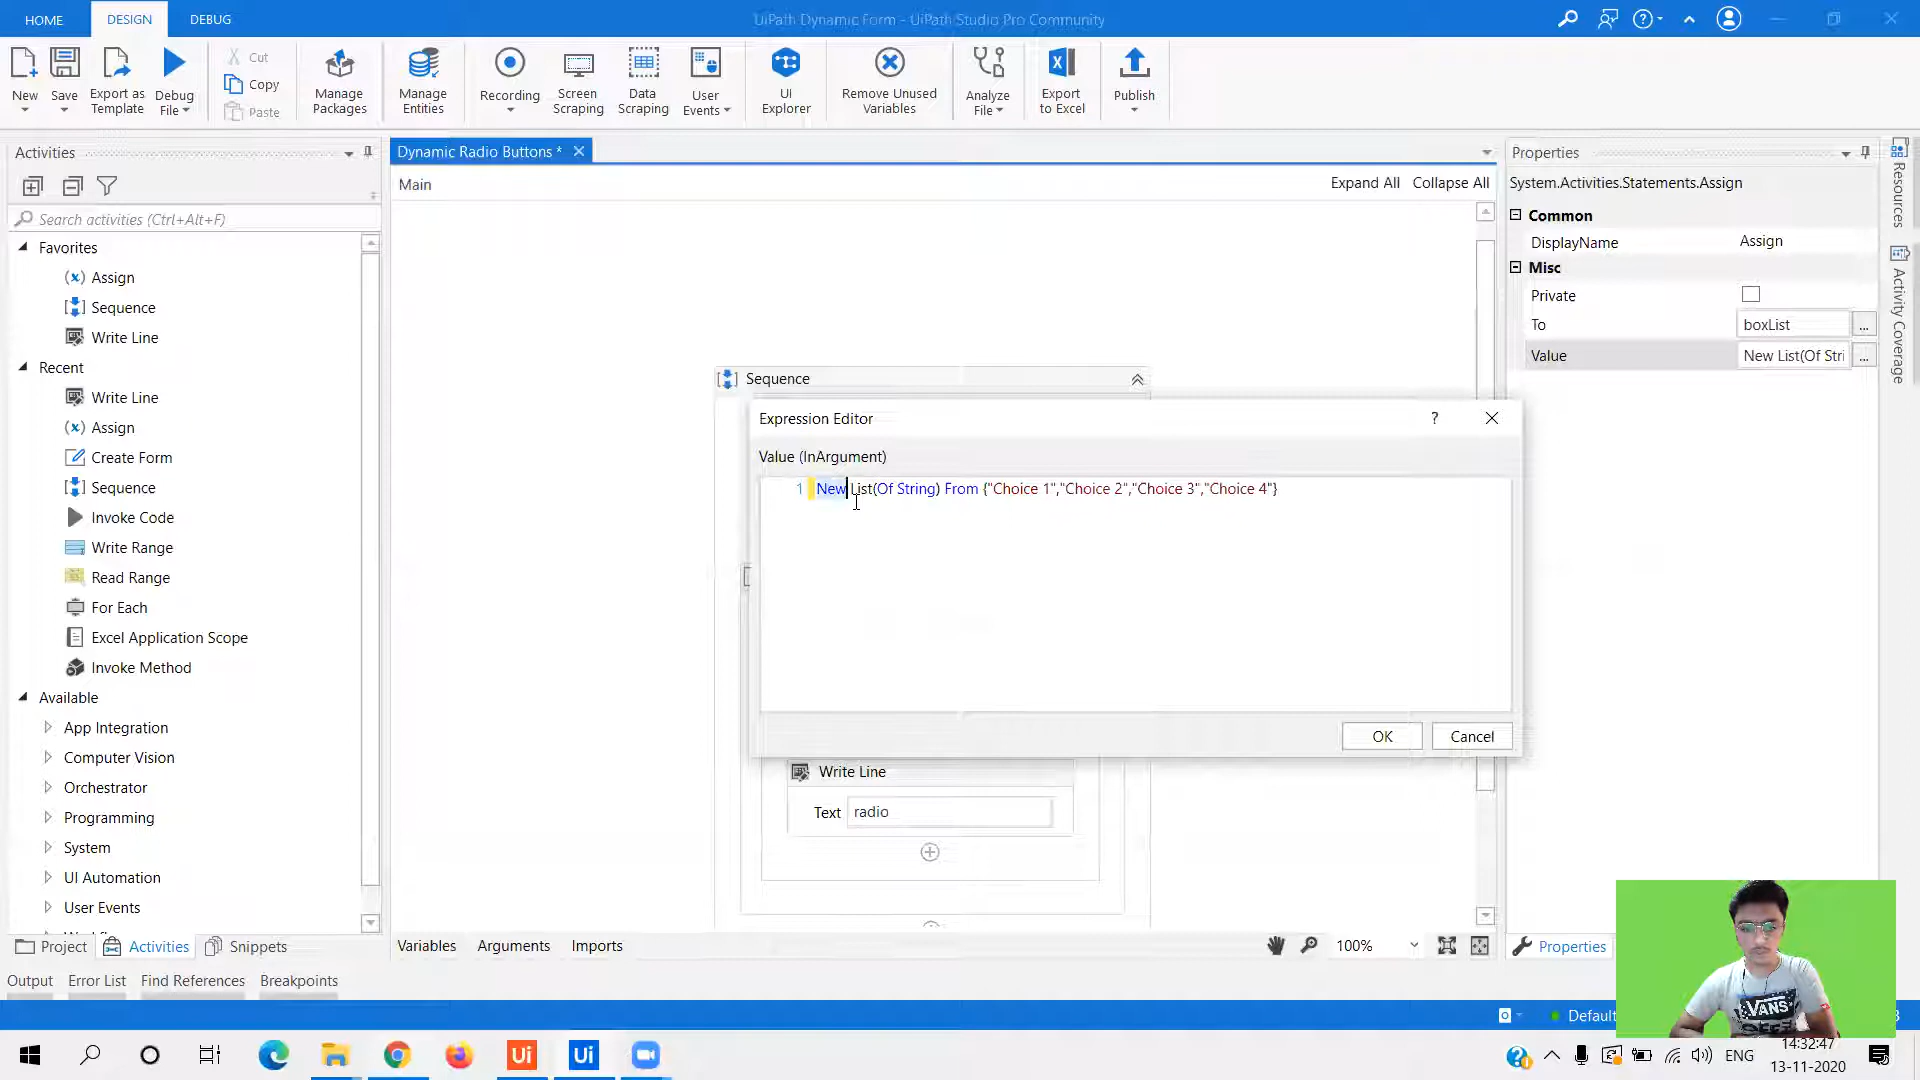 HOME
DESIGN
DEBUG
UiPath Dynamic Form - UiPath Studio Pro Community
New
Save
Export as Template
Debug File
Cut
Copy
Paste
Manage Packages
Manage Entities
Recording
Screen Scraping
Data Scraping
User Events
UI Explorer
Remove Unused Variables
Analyze File
Export to Excel
Publish
Activities
Search activities (Ctrl+Alt+F)
Favorites
Assign
Sequence
Write Line
Recent
Write Line
Assign
Create Form
Sequence
Invoke Code
Write Range
Read Range
For Each
Excel Application Scope
Invoke Method
Available
App Integration
Computer Vision
Orchestrator
Programming
System
UI Automation
User Events
Project
Activities
Snippets
Dynamic Radio Buttons *
Main
Expand All
Collapse All
Sequence
Expression Editor
?
Value (InArgument)
1 New List(Of String) From {"Choice 1","Choice 2","Choice 3","Choice 4"}
OK
Cancel
Write Line
Text radio
Variables
Arguments
Imports
100%
Properties
System.Activities.Statements.Assign
Common
DisplayName Assign
Misc
Private
To boxList ...
Value New List(Of Stri ...
Resources
Activity Coverage
Properties
Output
Error List
Find References
Breakpoints
Default
VANS
Ui
Ui
ENG
14:32:47
13-11-2020